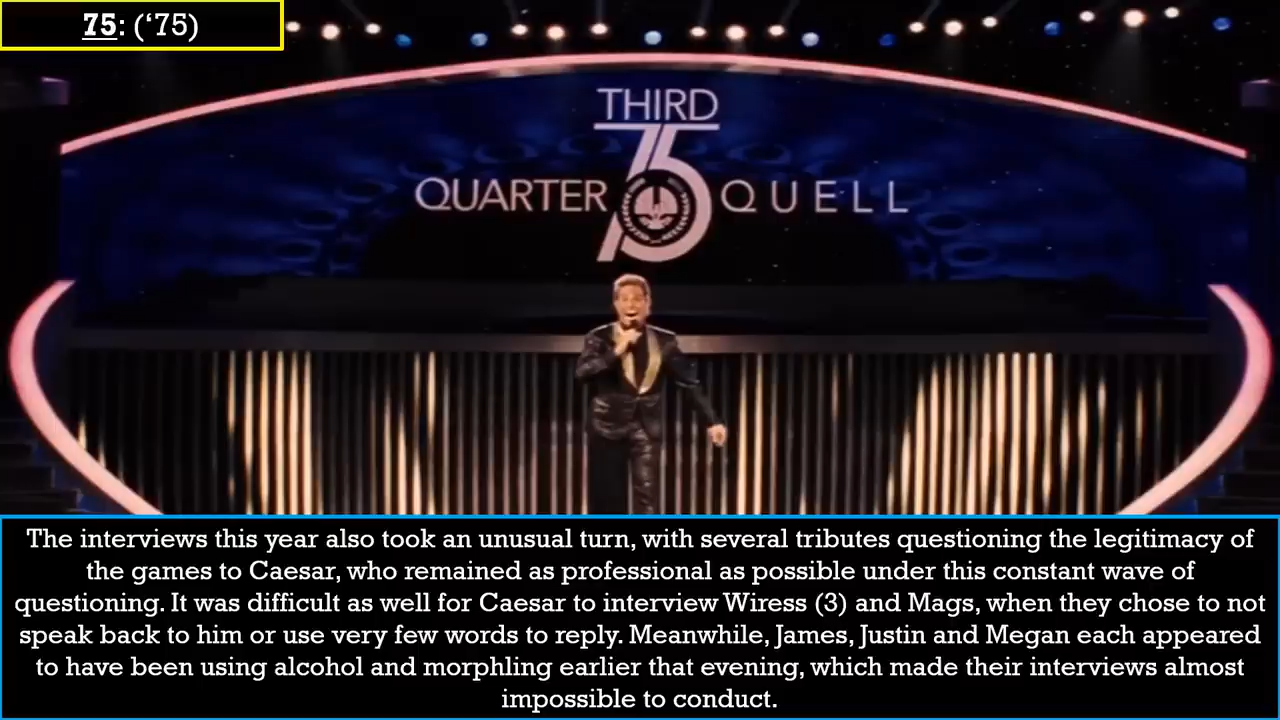 75: (‘75)
THIRD
75
QUARTER QUELL
The interviews this year also took an unusual turn, with several tributes questioning the legitimacy of
the games to Caesar, who remained as professional as possible under this constant wave of
questioning. It was difficult as well for Caesar to interview Wiress (3) and Mags, when they chose to not
speak back to him or use very few words to reply. Meanwhile, James, Justin and Megan each appeared
to have been using alcohol and morphling earlier that evening, which made their interviews almost
impossible to conduct.